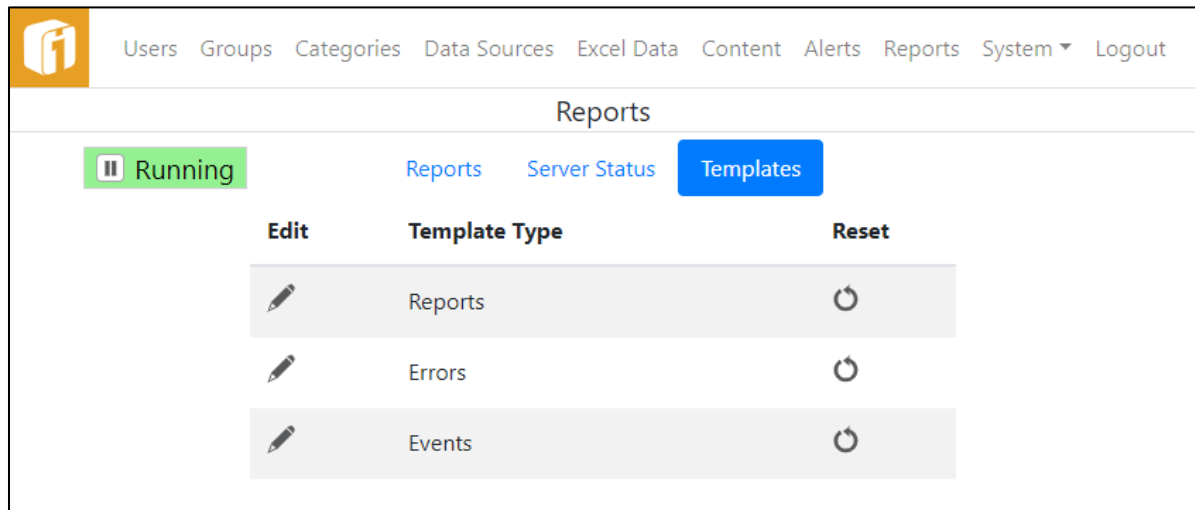 Users Groups Categories Data Sources Excel Data Content Alerts Reports System Logout
Reports
Running Reports Server Status Templates
Edit Template Type Reset
Reports
Errors
Events